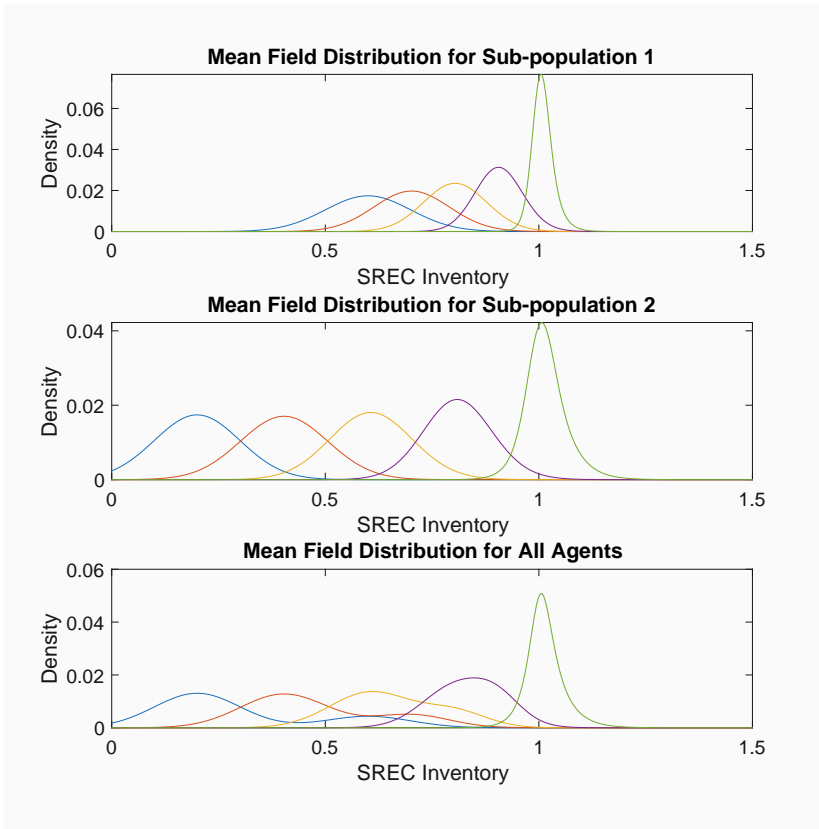 Mean Field Distribution for Sub-population 1
Density
0.06
0.04
0.02
0
0 0.5 1 1.5
SREC Inventory
Mean Field Distribution for Sub-population 2
Density
0.04
0.02
0
0 0.5 1 1.5
SREC Inventory
Mean Field Distribution for All Agents
Density
0.06
0.04
0.02
0
0 0.5 1 1.5
SREC Inventory